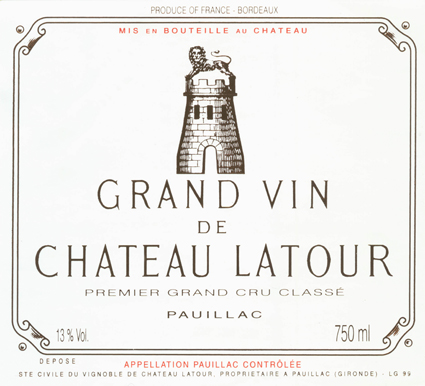 PRODUCE OF FRANCE - BORDEAUX
MIS EN BOUTEILLE AU CHATEAU
GRAND VIN
DE
CHATEAU LATOUR
PREMIER GRAND CRU CLASSÉ
PAUILLAC
13 % Vol. 750 ml
DEPOSE APPELLATION PAUILLAC CONTRÔLÉE
STE CIVILE DU VIGNOBLE DE CHATEAU LATOUR, PROPRIETAIRE A PAUILLAC (GIRONDE) - LG 99